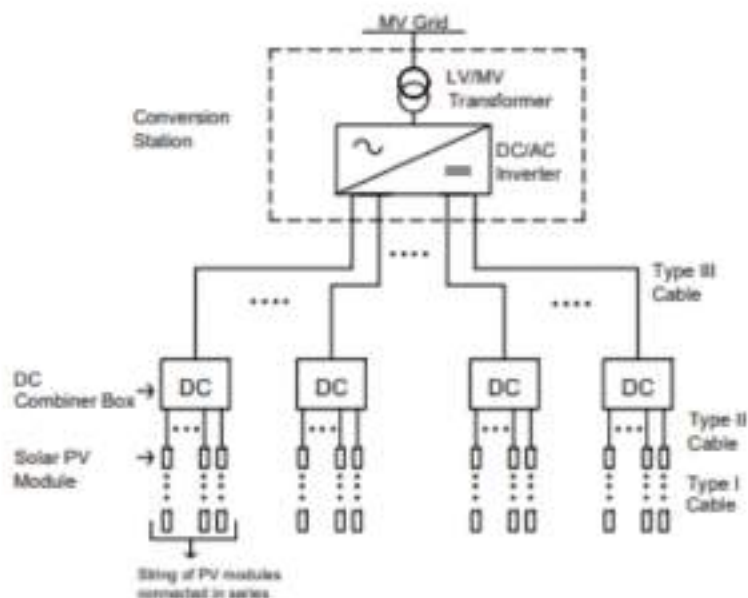 MV Grid
LV/MV
Transformer
Conversion
Station
DC/AC
Inverter
Type III
Cable
DC
Combiner Box
DC
DC
DC
DC
Type II
Cable
Solar PV
Module
Type I
Cable
String of PV modules
connected in series